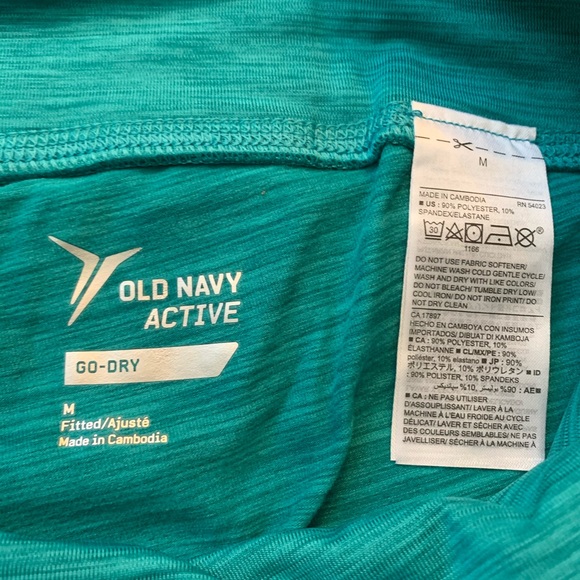 OLD NAVY
ACTIVE
GO-DRY
M
Fitted/Ajusté
Made in Cambodia
M
MADE IN CAMBODIA RN 54023
■ US : 90% POLYESTER, 10%
SPANDEX/ELASTANE
30
1166
DO NOT USE FABRIC SOFTENER/
MACHINE WASH COLD GENTLE CYCLE/
WASH AND DRY WITH LIKE COLORS/
DO NOT BLEACH/ TUMBLE DRY LOW/
COOL IRON/ DO NOT IRON PRINT/ DO
NOT DRY CLEAN
CA 17897
HECHO EN CAMBOYA CON INSUMOS
IMPORTADOS/ DIBUAT DI KAMBOJA
■ CA : 90% POLYESTER, 10%
ÉLASTHANNE ■ CL/MX/PE : 90%
poliéster, 10% elastano ■ JP : 90%
ポリエステル, 10% ポリウレタン ■ ID
: 90% POLISTER, 10% SPANDEKS
■ AE : 90% بوليستر, 10% سبانديكس
■ CA : NE PAS UTILISER
D'ASSOUPLISSANT/ LAVER À LA
MACHINE À L'EAU FROIDE AU CYCLE
DÉLICAT/ LAVER ET SÉCHER AVEC
DES COULEURS SEMBLABLES/ NE PAS
JAVELLISER/ SÉCHER À LA MACHINE À